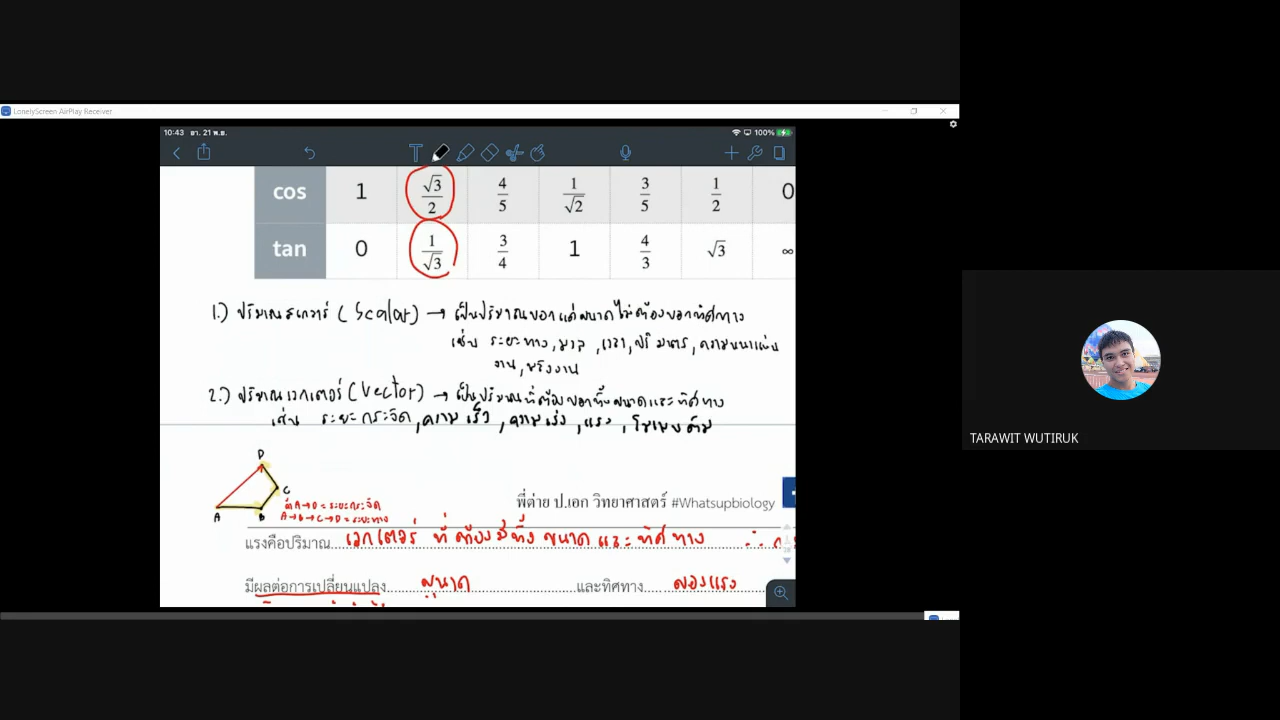 LonelyScreen AirPlay Receiver
10:43 อา. 21 พ.ย. 100%
T
cos 1 √3/2 4/5 1/√2 3/5 1/2 0
tan 0 1/√3 3/4 1 4/3 √3 ∞
1.) ปริมาณสเกลาร์ (Scalar) → เป็นปริมาณบอกแต่ขนาดไม่ต้องบอกทิศทาง
เช่น ระยะทาง, มวล, เวลา, ปริมาตร, ความหนาแน่น
งาน, พลังงาน
2.) ปริมาณเวกเตอร์ (Vector) → เป็นปริมาณที่ต้องบอกทั้งขนาดและทิศทาง
เช่น ระยะกระจัด, ความเร็ว, ความเร่ง, แรง, โมเมนตัม
D
C
A B
A→D = ระยะกระจัด
A→B→C→D = ระยะทาง
พี่ต่าย ป.เอก วิทยาศาสตร์ #Whatsupbiology
แรงคือปริมาณ เวกเตอร์ ที่ต้องมีทั้ง ขนาด และ ทิศทาง ∴
มีผลต่อการเปลี่ยนแปลง ขนาด และทิศทาง ของแรง
TARAWIT WUTIRUK